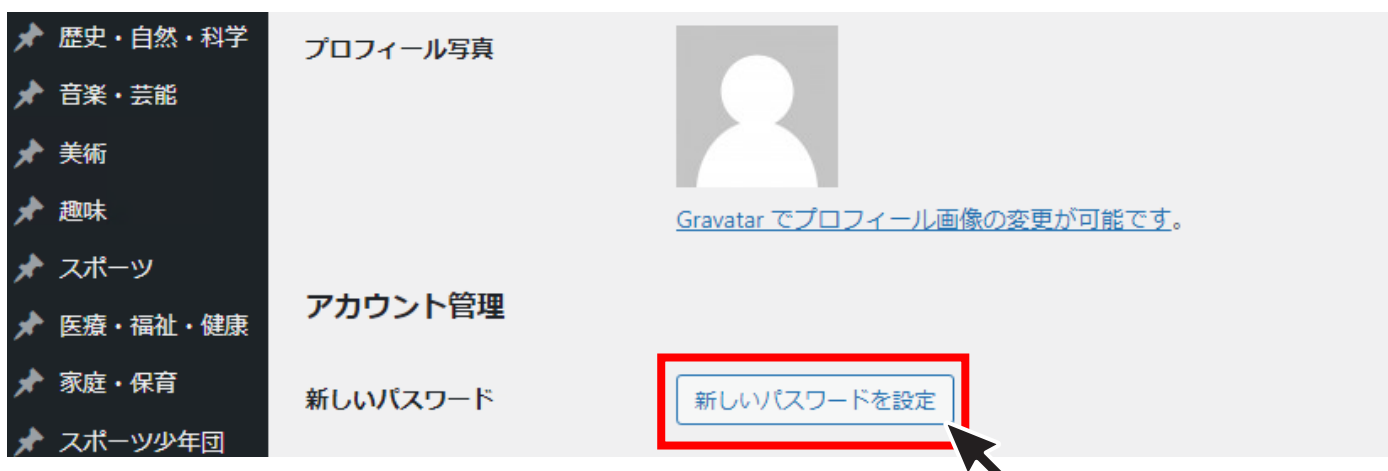 歴史・自然・科学
音楽・芸能
美術
趣味
スポーツ
医療・福祉・健康
家庭・保育
スポーツ少年団
プロフィール写真
Gravatar でプロフィール画像の変更が可能です。
アカウント管理
新しいパスワード
新しいパスワードを設定